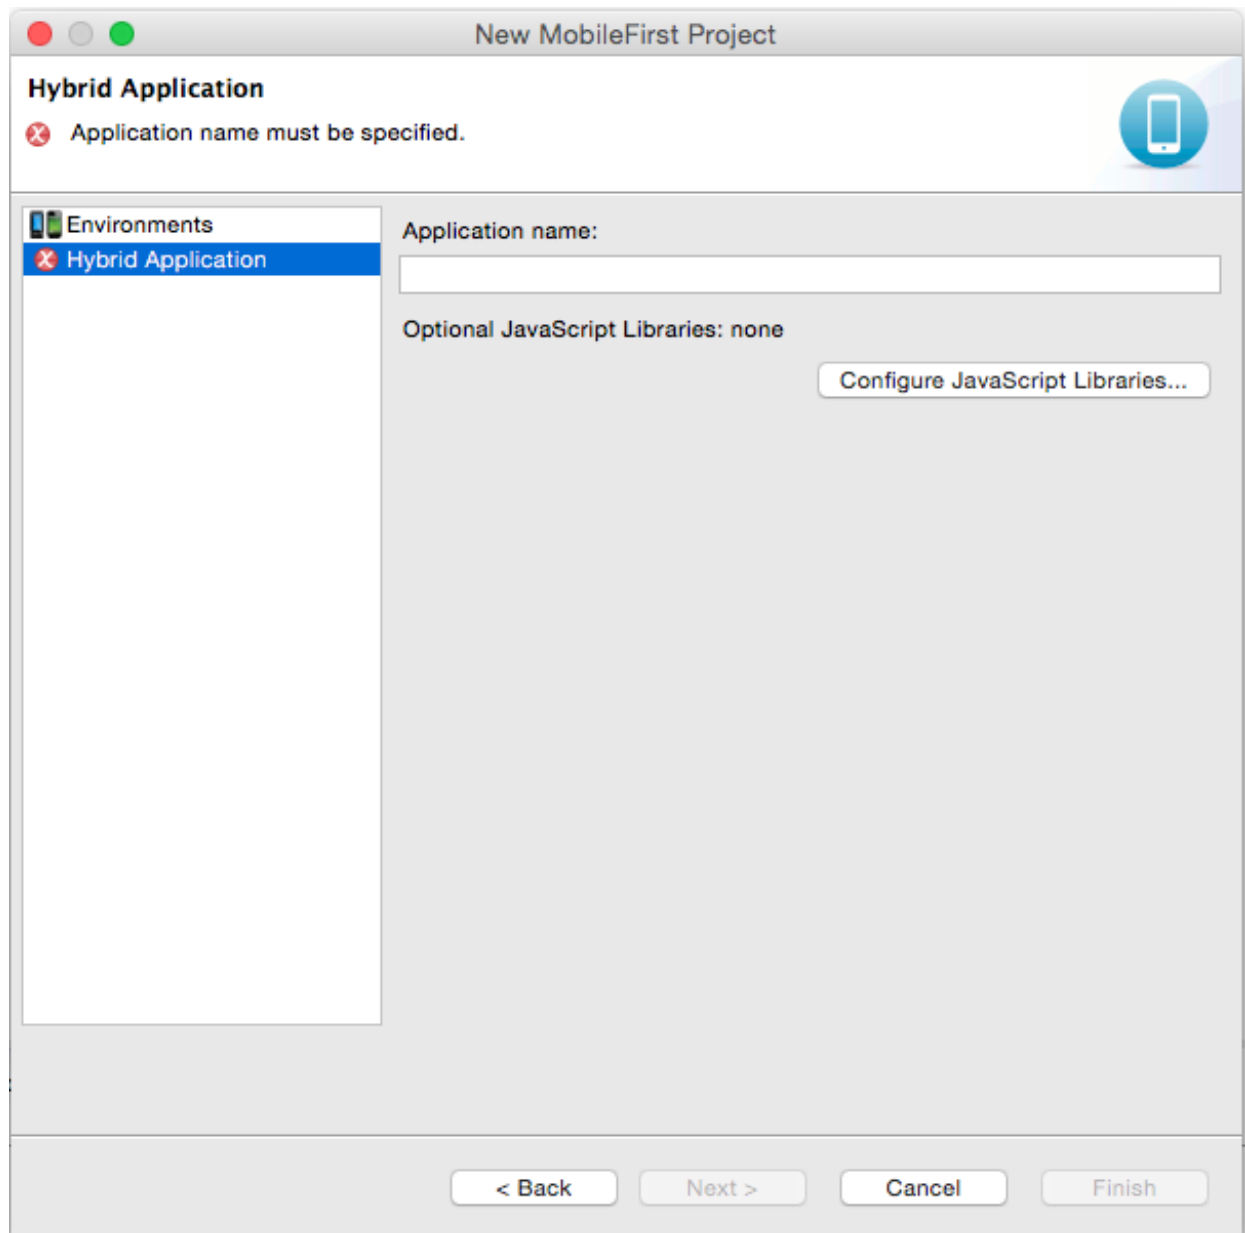 New MobileFirst Project
Hybrid Application
Application name must be specified.
Environments
Hybrid Application
Application name:
Optional JavaScript Libraries: none
Configure JavaScript Libraries...
< Back
Next >
Cancel
Finish